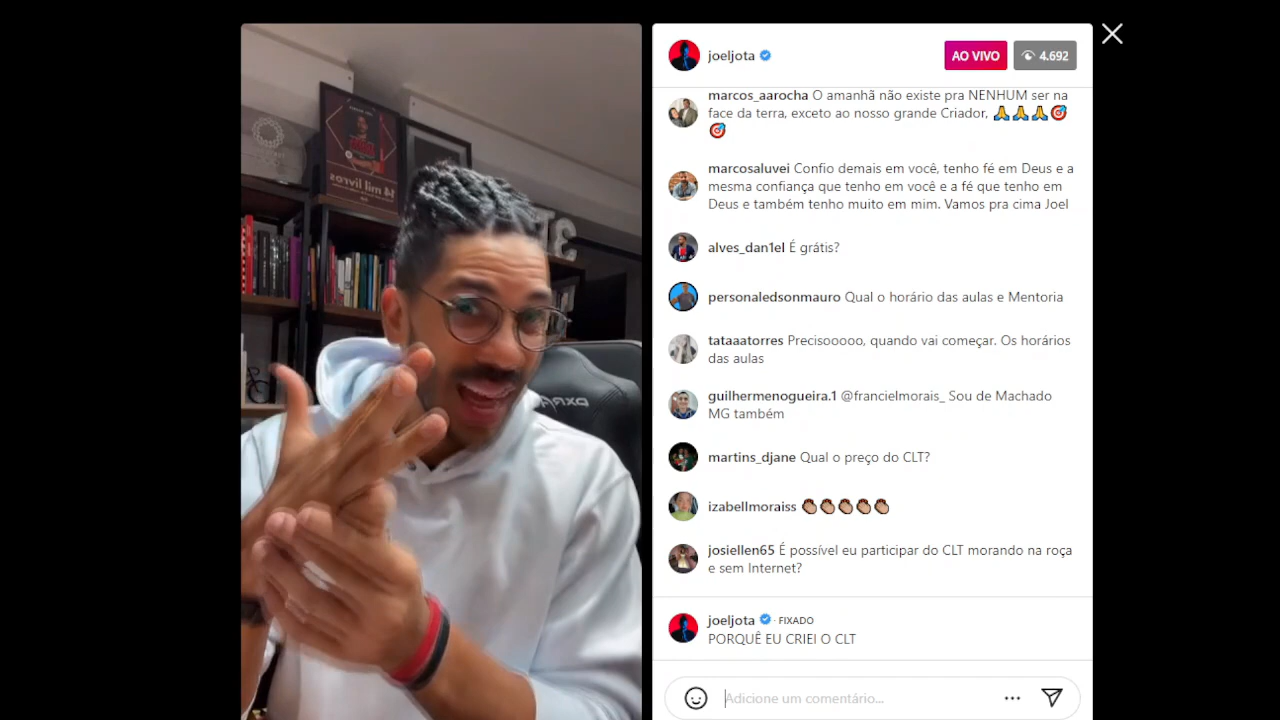 14 mil livros
DXRA
joeljota
AO VIVO
4.692
marcos_aarocha O amanhã não existe pra NENHUM ser na
face da terra, exceto ao nosso grande Criador, 🙏🙏🙏🎯
🎯
marcosaluvei Confio demais em você, tenho fé em Deus e a
mesma confiança que tenho em você e a fé que tenho em
Deus e também tenho muito em mim. Vamos pra cima Joel
alves_dan1el É grátis?
personaledsonmauro Qual o horário das aulas e Mentoria
tataaatorres Precisooooo, quando vai começar. Os horários
das aulas
guilhermenogueira.1 @francielmorais_ Sou de Machado
MG também
martins_djane Qual o preço do CLT?
izabellmoraiss 👏🏼👏🏼👏🏼👏🏼👏🏼
josiellen65 É possível eu participar do CLT morando na roça
e sem Internet?
joeljota · FIXADO
PORQUÊ EU CRIEI O CLT
Adicione um comentário...